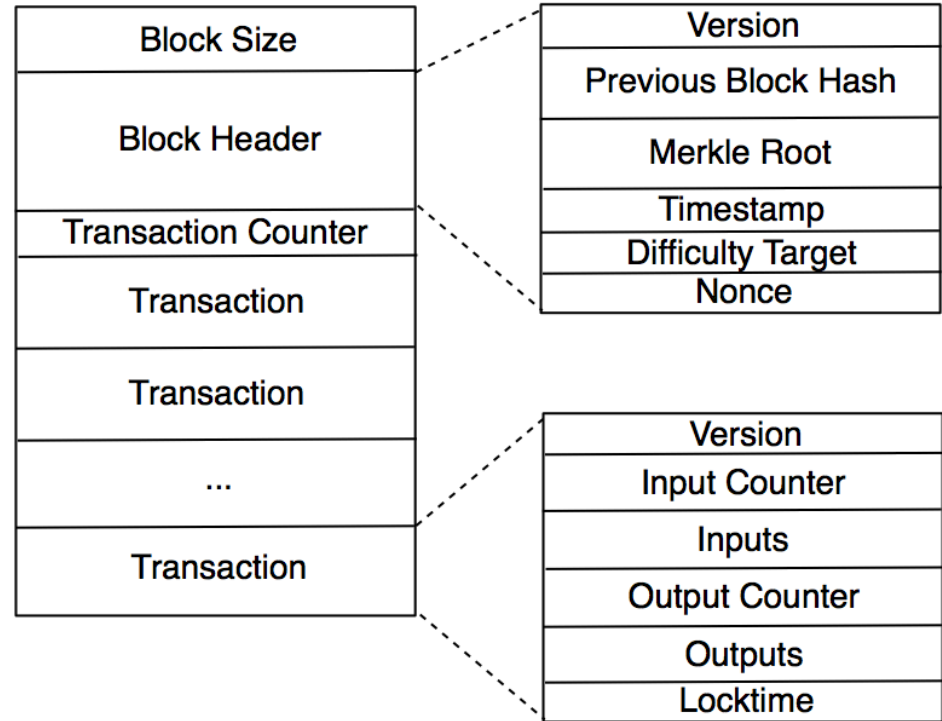 Block Size
Block Header
Transaction Counter
Transaction
Transaction
...
Transaction
Version
Previous Block Hash
Merkle Root
Timestamp
Difficulty Target
Nonce
Version
Input Counter
Inputs
Output Counter
Outputs
Locktime